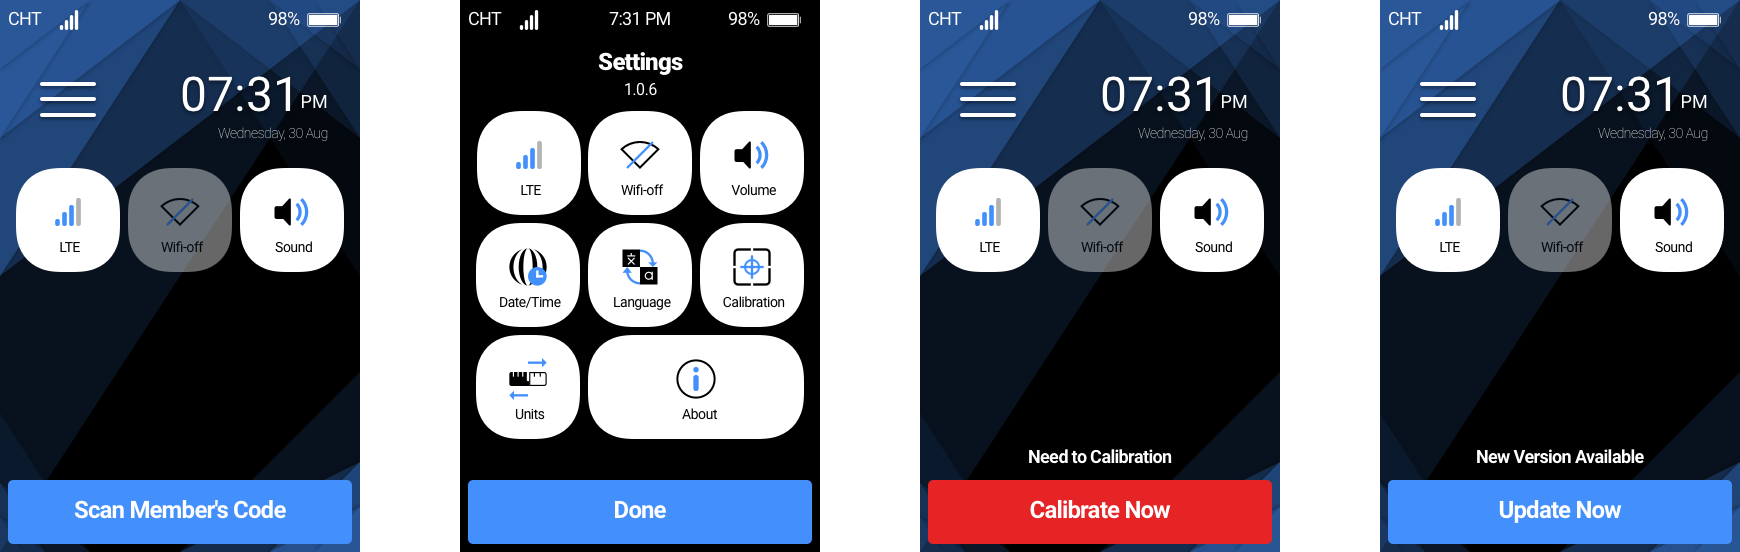 CHT 98%
07:31 PM
Wednesday, 30 Aug
LTE Wifi-off Sound
Scan Member's Code
CHT 7:31 PM 98%
Settings
1.0.6
LTE Wifi-off Volume
文 a
Date/Time Language Calibration
Units About
Done
CHT 98%
07:31 PM
Wednesday, 30 Aug
LTE Wifi-off Sound
Need to Calibration
Calibrate Now
CHT 98%
07:31 PM
Wednesday, 30 Aug
LTE Wifi-off Sound
New Version Available
Update Now